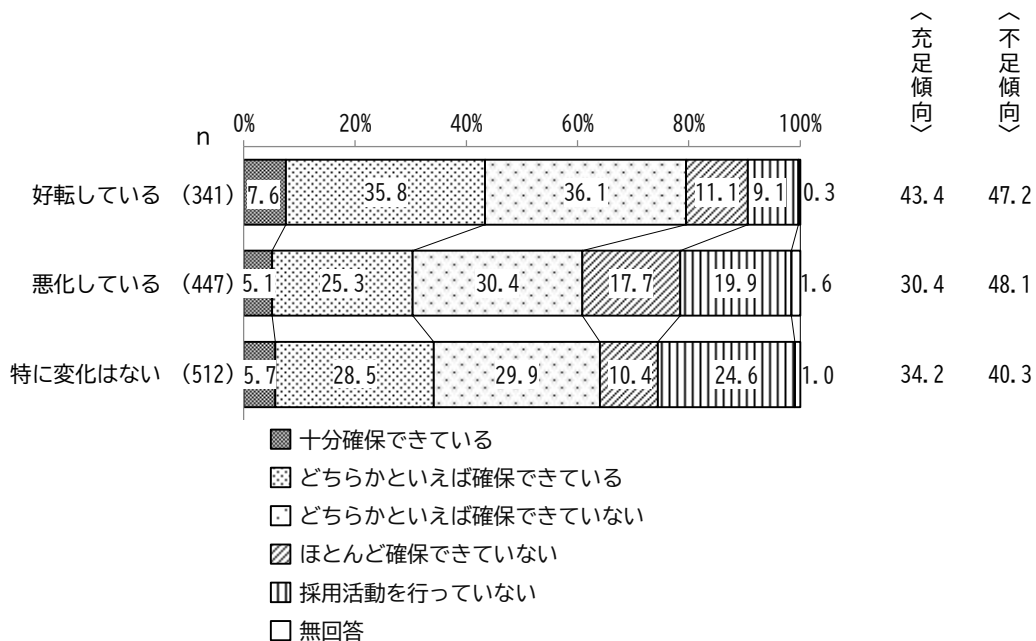 〈充足傾向〉 〈不足傾向〉
n 0% 20% 40% 60% 80% 100%
好転している (341) 7.6 35.8 36.1 11.1 9.1 0.3 43.4 47.2
悪化している (447) 5.1 25.3 30.4 17.7 19.9 1.6 30.4 48.1
特に変化はない (512) 5.7 28.5 29.9 10.4 24.6 1.0 34.2 40.3
十分確保できている
どちらかといえば確保できている
どちらかといえば確保できていない
ほとんど確保できていない
採用活動を行っていない
無回答